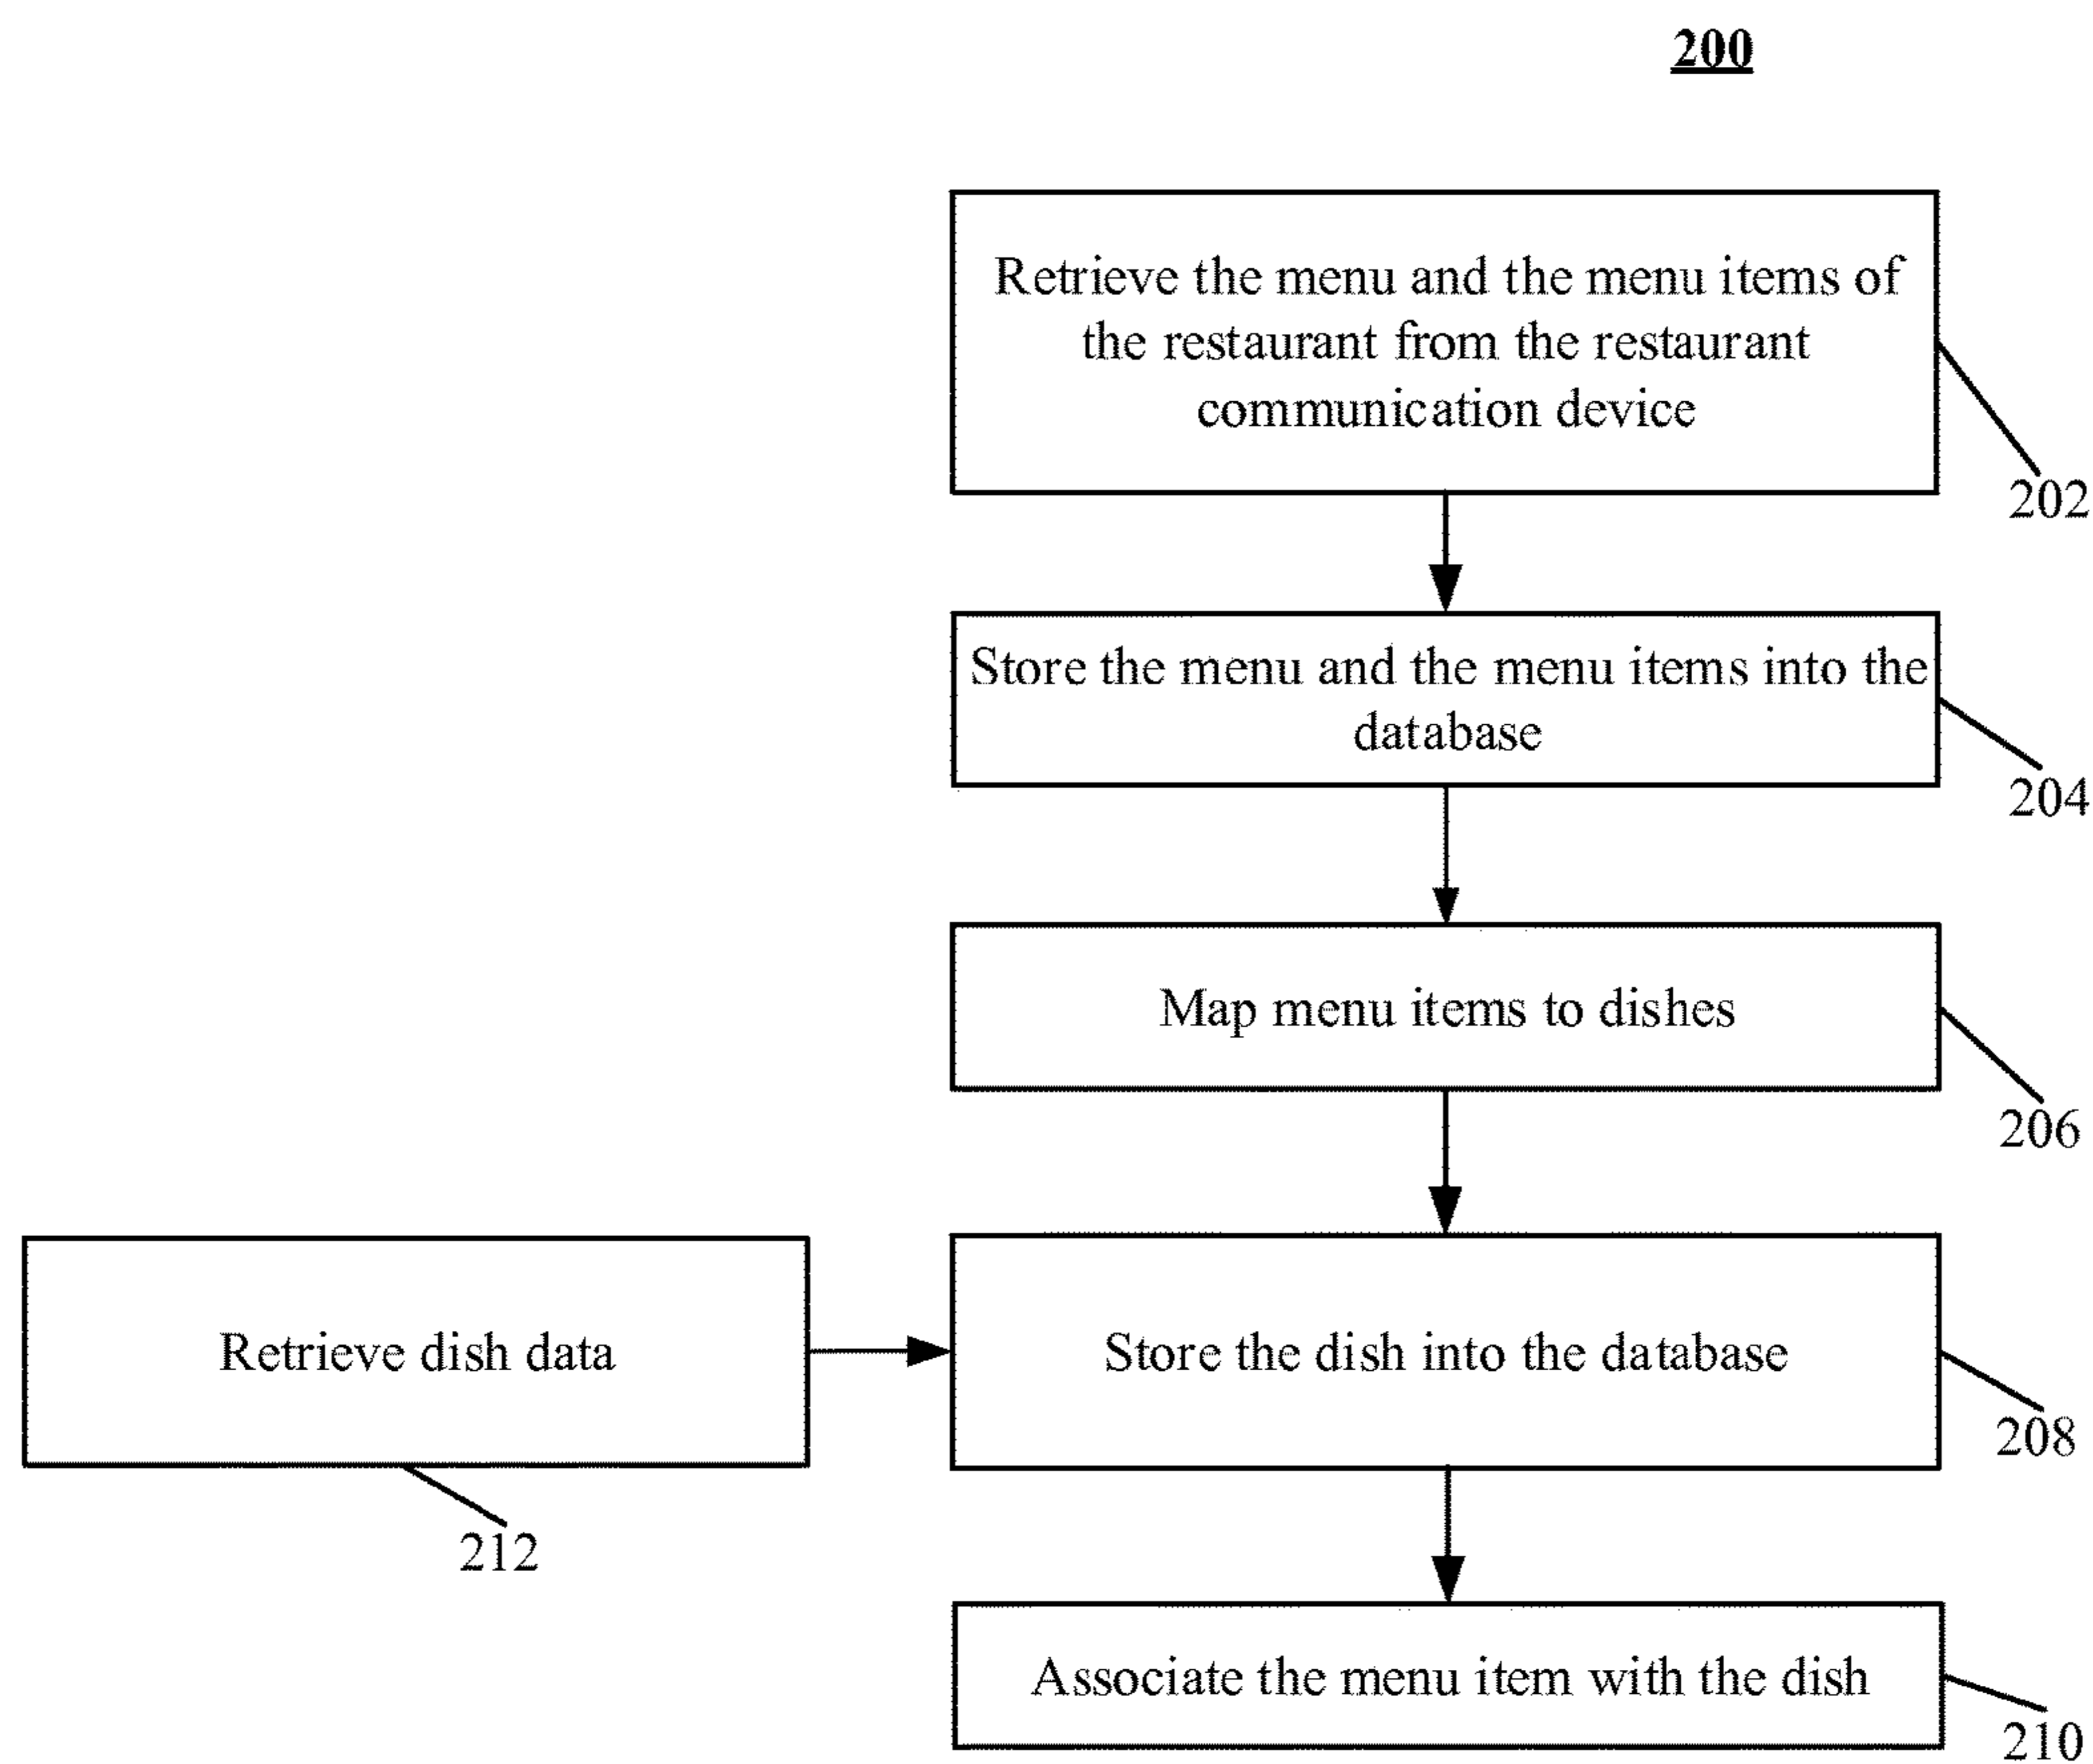 200
Retrieve the menu and the menu items of
the restaurant from the restaurant
communication device
202
Store the menu and the menu items into the
database
204
Map menu items to dishes
206
Retrieve dish data
212
Store the dish into the database
208
Associate the menu item with the dish
210